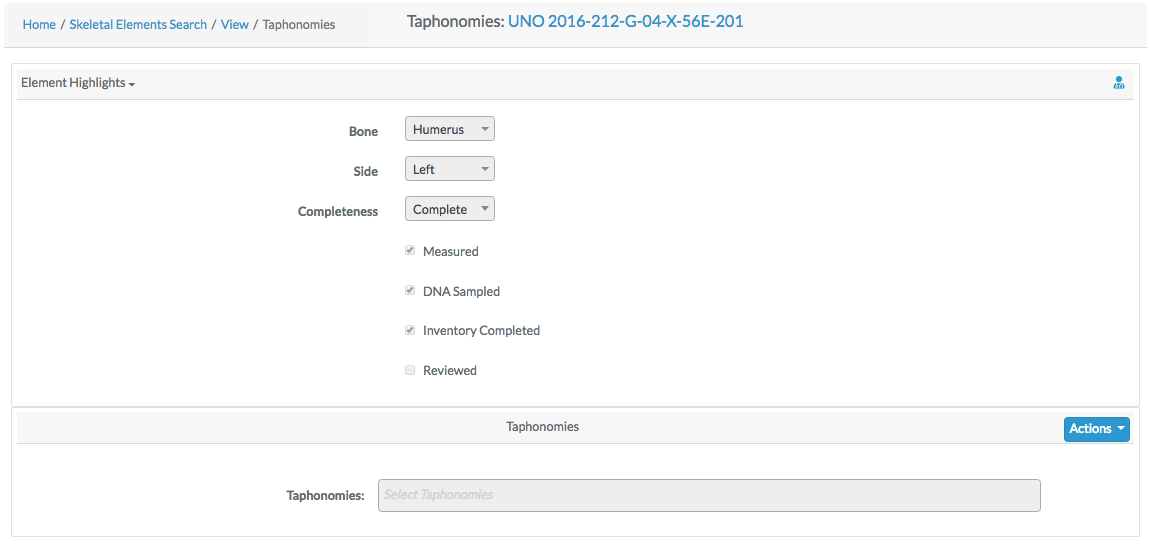 Home / Skeletal Elements Search / View / Taphonomies
Taphonomies: UNO 2016-212-G-04-X-56E-201
Element Highlights
Bone Humerus
Side Left
Completeness Complete
Measured
DNA Sampled
Inventory Completed
Reviewed
Taphonomies
Actions
Taphonomies: Select Taphonomies